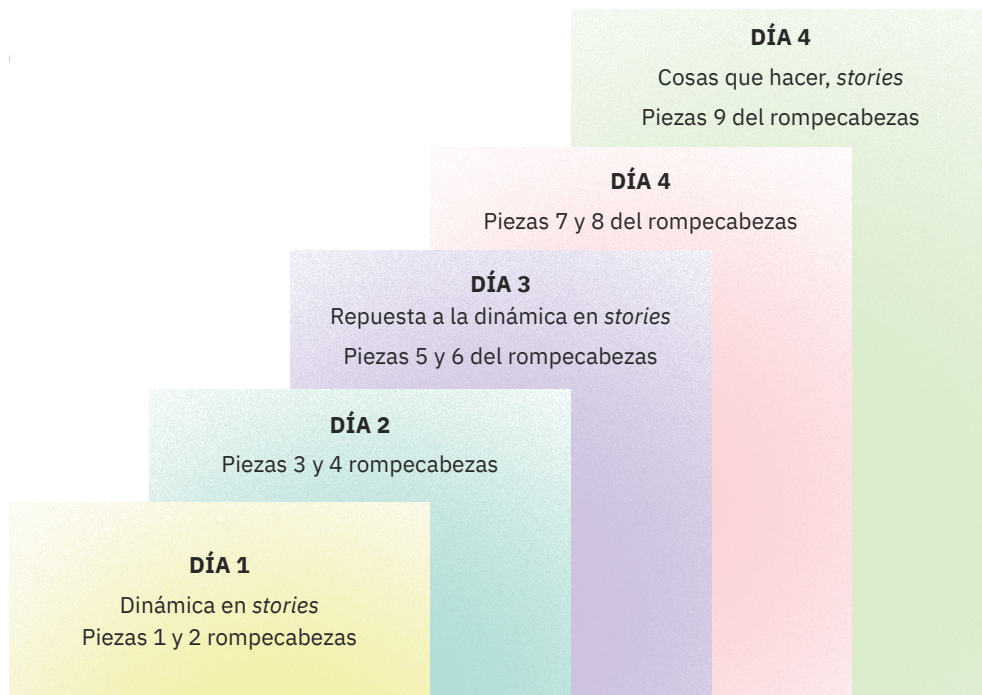 DÍA 4
Cosas que hacer, stories
Piezas 9 del rompecabezas
DÍA 4
Piezas 7 y 8 del rompecabezas
DÍA 3
Repuesta a la dinámica en stories
Piezas 5 y 6 del rompecabezas
DÍA 2
Piezas 3 y 4 rompecabezas
DÍA 1
Dinámica en stories
Piezas 1 y 2 rompecabezas